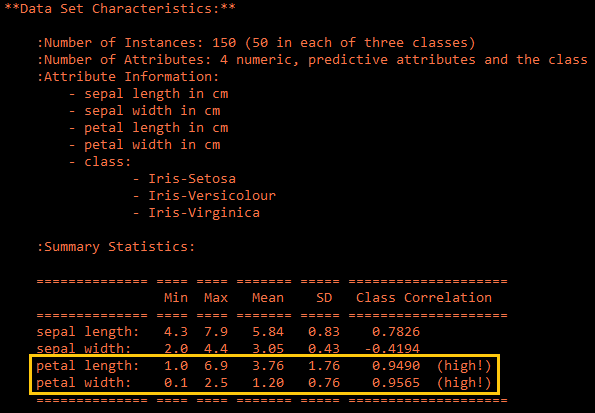 **Data Set Characteristics:**
:Number of Instances: 150 (50 in each of three classes)
:Number of Attributes: 4 numeric, predictive attributes and the class
:Attribute Information:
- sepal length in cm
- sepal width in cm
- petal length in cm
- petal width in cm
- class:
- Iris-Setosa
- Iris-Versicolour
- Iris-Virginica
:Summary Statistics:
============== ==== ==== ======= ===== ====================
Min Max Mean SD Class Correlation
============== ==== ==== ======= ===== ====================
sepal length: 4.3 7.9 5.84 0.83 0.7826
sepal width: 2.0 4.4 3.05 0.43 -0.4194
petal length: 1.0 6.9 3.76 1.76 0.9490 (high!)
petal width: 0.1 2.5 1.20 0.76 0.9565 (high!)
============== ==== ==== ======= ===== ====================